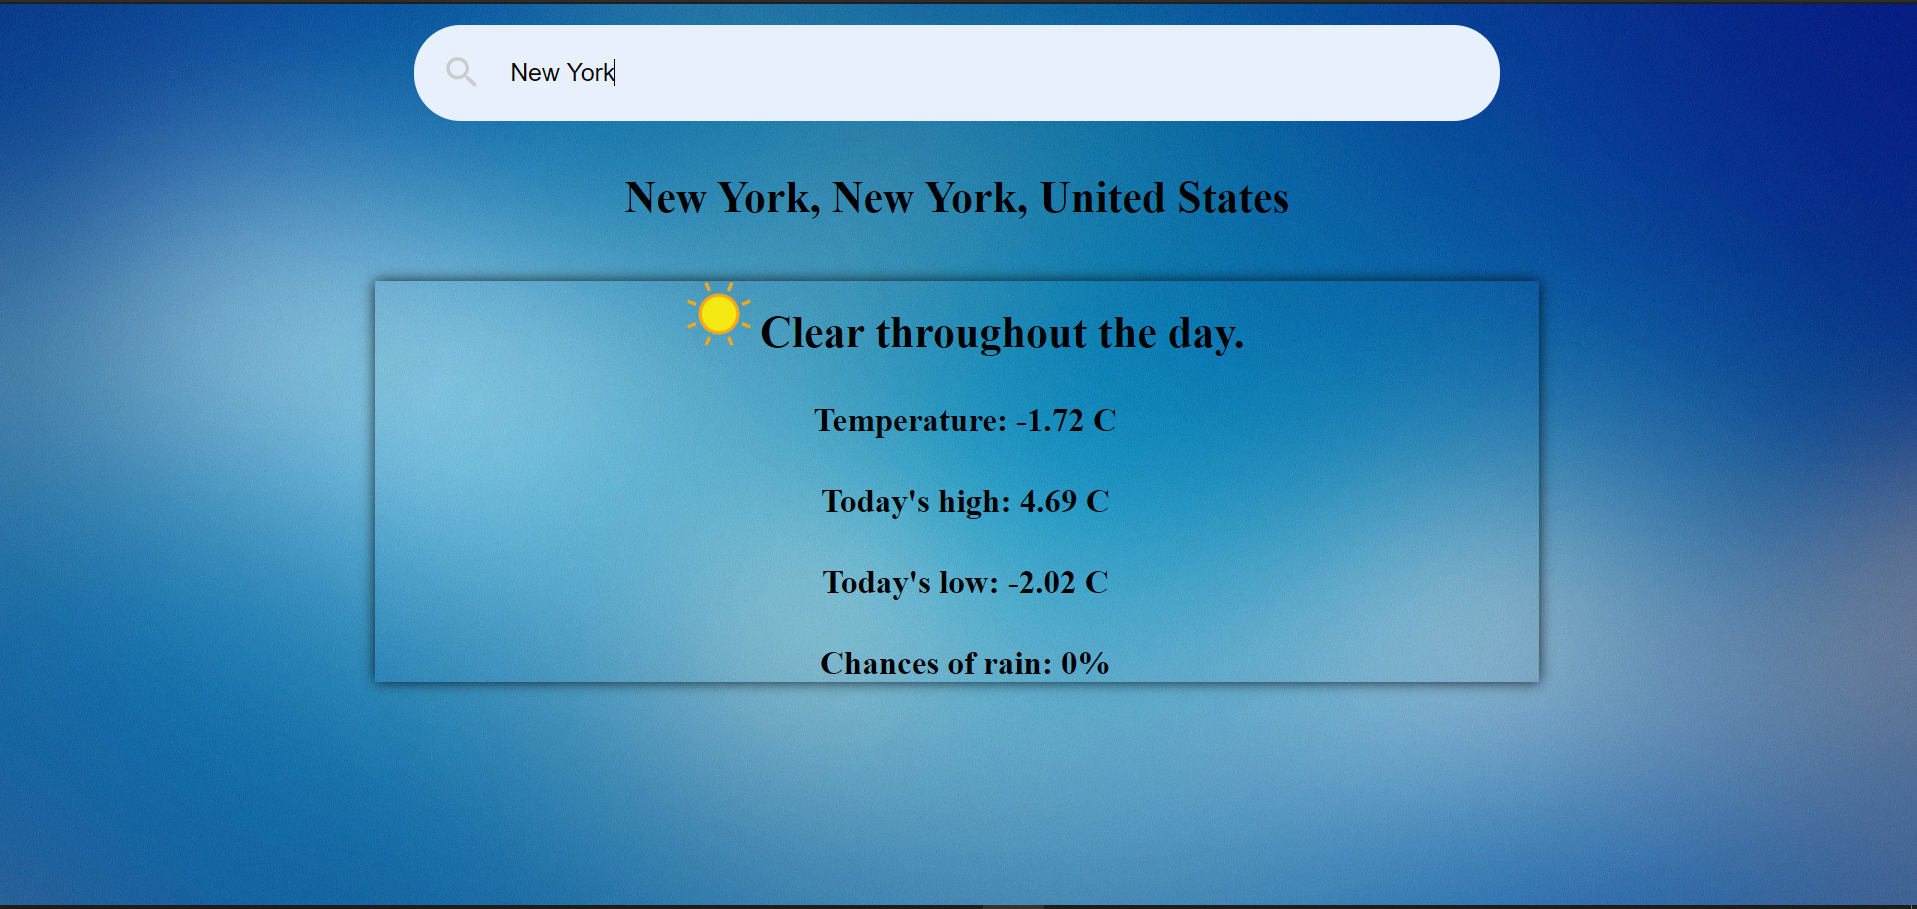 New York
New York, New York, United States
Clear throughout the day.
Temperature: -1.72 C
Today's high: 4.69 C
Today's low: -2.02 C
Chances of rain: 0%